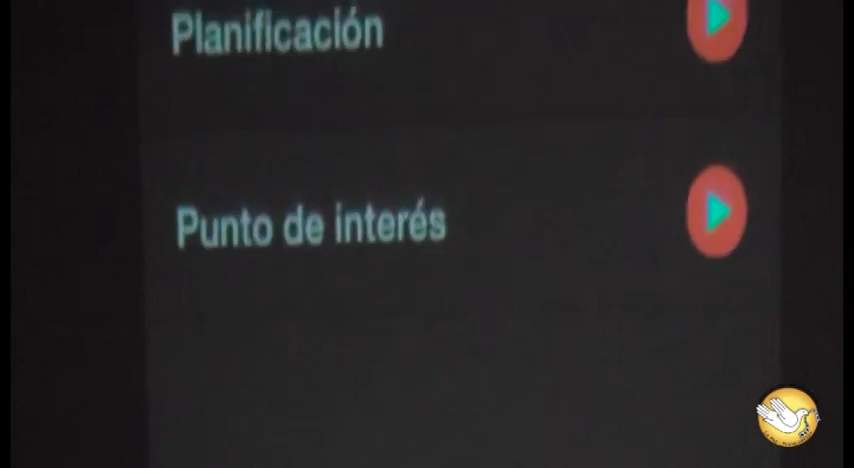 Planificación
Punto de interés